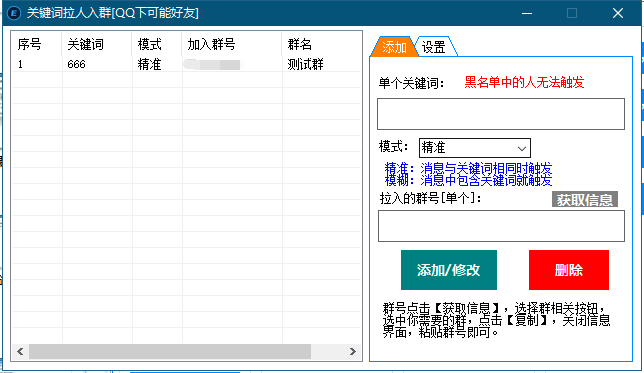 关键词拉人入群[QQ下可能好友]
序号 关键词 模式 加入群号 群名
1 666 精准 测试群
添加 设置
单个关键词： 黑名单中的人无法触发
模式： 精准
精准：消息与关键词相同时触发
模糊：消息中包含关键词就触发
拉入的群号[单个]： 获取信息
添加/修改 删除
群号点击【获取信息】，选择群相关按钮，
选中你需要的群，点击【复制】，关闭信息
界面，粘贴群号即可。